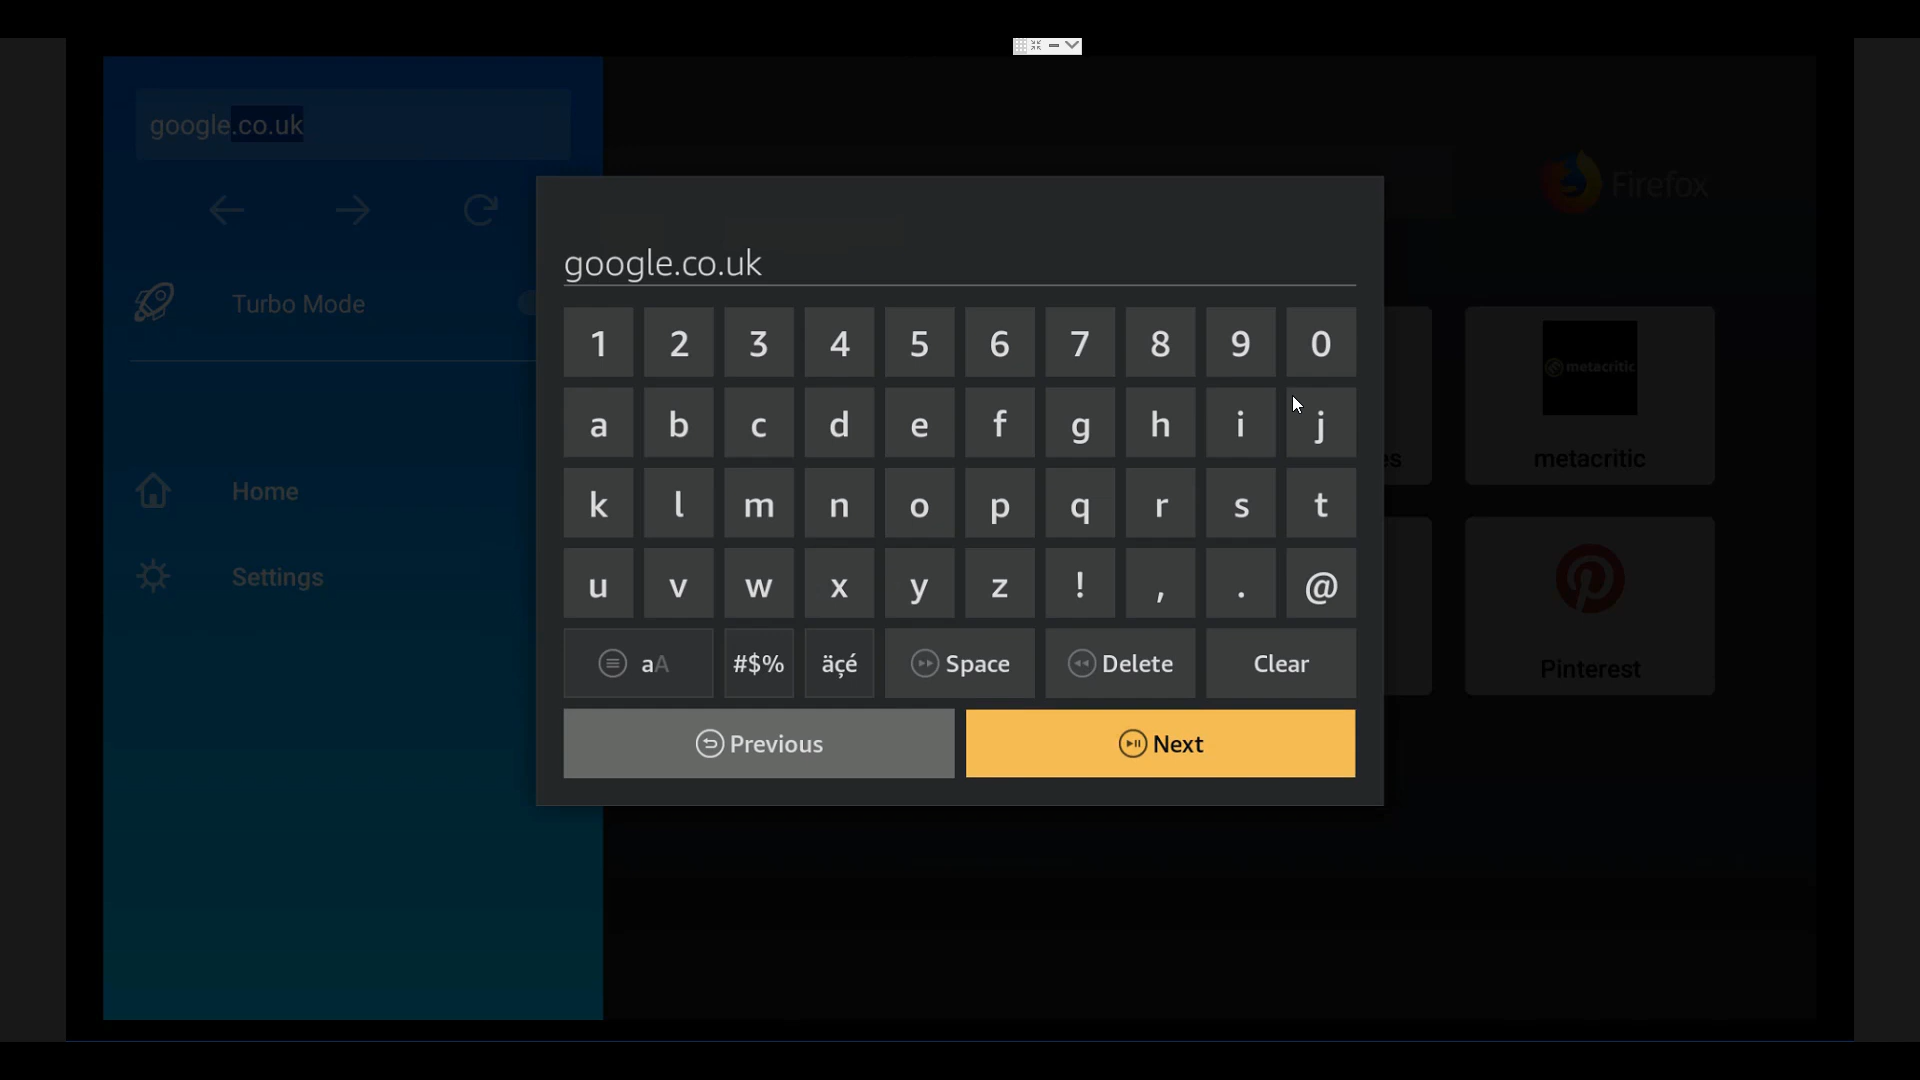 google.co.uk
Firefox
Turbo Mode
Home
Settings
google.co.uk
1 2 3 4 5 6 7 8 9 0
a b c d e f g h i j
k l m n o p q r s t
u v w x y z ! , . @
aA #$% äçé Space Delete Clear
Previous Next
es
metacritic
metacritic
Pinterest